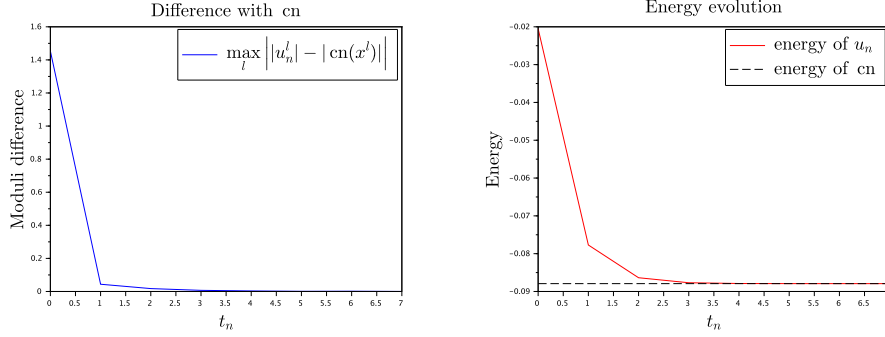 Difference with cn
1.6
1.4
1.2
1
0.8
0.6
0.4
0.2
0
Moduli difference
max_l ||u_n^l| − |cn(x^l)||
0 0.5 1 1.5 2 2.5 3 3.5 4 4.5 5 5.5 6 6.5 7
t_n
Energy evolution
−0.02
−0.03
−0.04
−0.05
−0.06
−0.07
−0.08
−0.09
Energy
energy of u_n
energy of cn
0 0.5 1 1.5 2 2.5 3 3.5 4 4.5 5 5.5 6 6.5
t_n